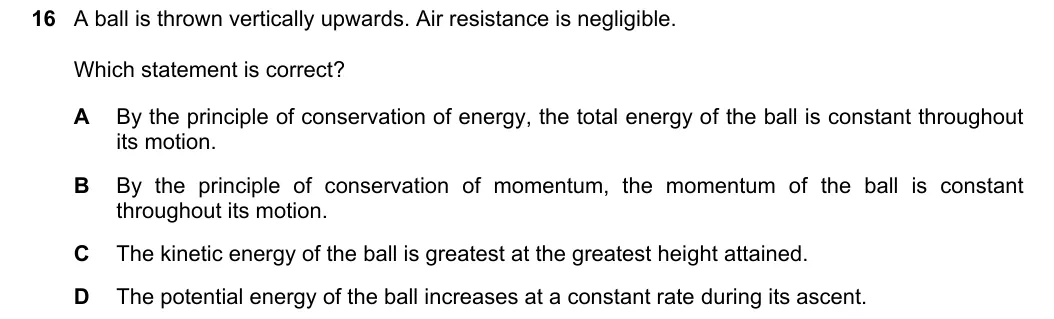 16 A ball is thrown vertically upwards. Air resistance is negligible.
Which statement is correct?
A By the principle of conservation of energy, the total energy of the ball is constant throughout
its motion.
B By the principle of conservation of momentum, the momentum of the ball is constant
throughout its motion.
C The kinetic energy of the ball is greatest at the greatest height attained.
D The potential energy of the ball increases at a constant rate during its ascent.